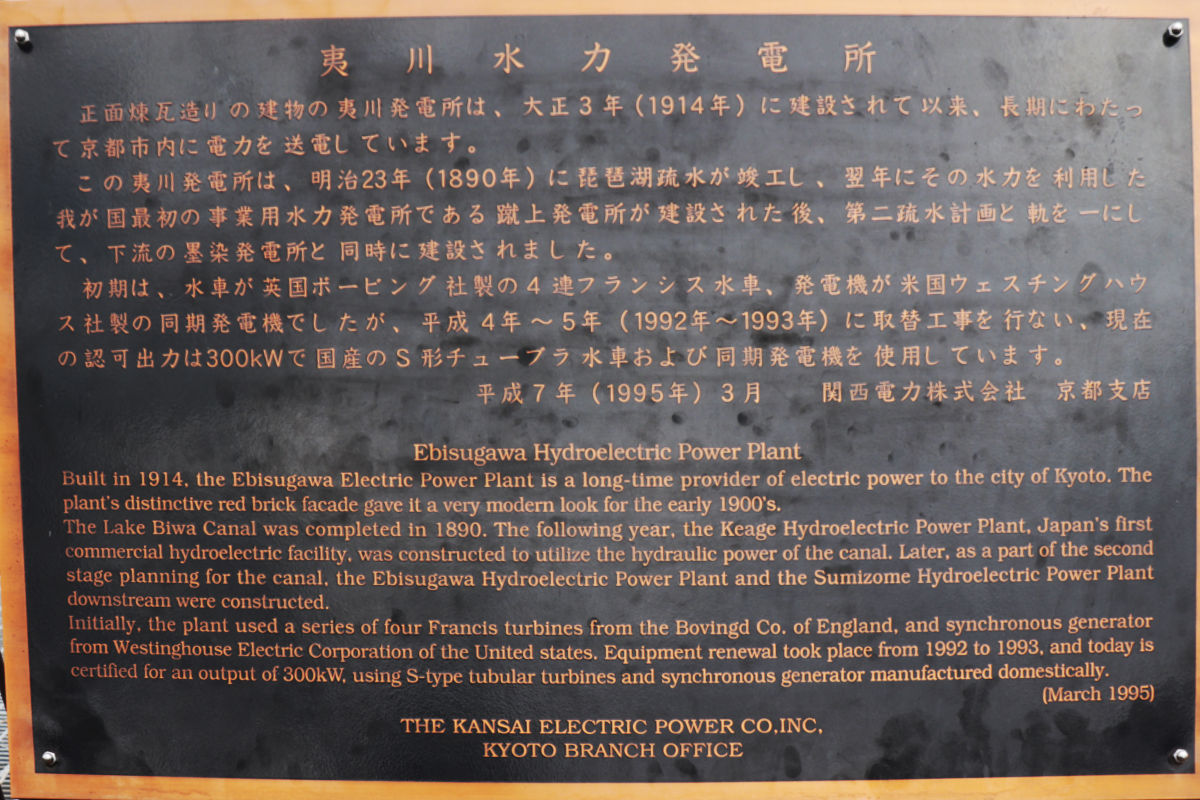 夷川水力発電所
正面煉瓦造りの建物の夷川発電所は、大正3年（1914年）に建設されて以来、長期にわたっ
て京都市内に電力を送電しています。
この夷川発電所は、明治23年（1890年）に琵琶湖疏水が竣工し、翌年にその水力を利用した
我が国最初の事業用水力発電所である蹴上発電所が建設された後、第二疏水計画と軌を一にし
て、下流の墨染発電所と同時に建設されました。
初期は、水車が英国ボービング社製の4連フランシス水車、発電機が米国ウェスチングハウ
ス社製の同期発電機でしたが、平成4年～5年（1992年～1993年）に取替工事を行ない、現在
の認可出力は300kWで国産のS形チューブラ水車および同期発電機を使用しています。
平成7年（1995年）3月　関西電力株式会社　京都支店
Ebisugawa Hydroelectric Power Plant
Built in 1914, the Ebisugawa Electric Power Plant is a long-time provider of electric power to the city of Kyoto. The
plant's distinctive red brick facade gave it a very modern look for the early 1900's.
The Lake Biwa Canal was completed in 1890. The following year, the Keage Hydroelectric Power Plant, Japan's first
commercial hydroelectric facility, was constructed to utilize the hydraulic power of the canal. Later, as a part of the second
stage planning for the canal, the Ebisugawa Hydroelectric Power Plant and the Sumizome Hydroelectric Power Plant
downstream were constructed.
Initially, the plant used a series of four Francis turbines from the Bovingd Co. of England, and synchronous generator
from Westinghouse Electric Corporation of the United states. Equipment renewal took place from 1992 to 1993, and today is
certified for an output of 300kW, using S-type tubular turbines and synchronous generator manufactured domestically.
(March 1995)
THE KANSAI ELECTRIC POWER CO,INC,
KYOTO BRANCH OFFICE